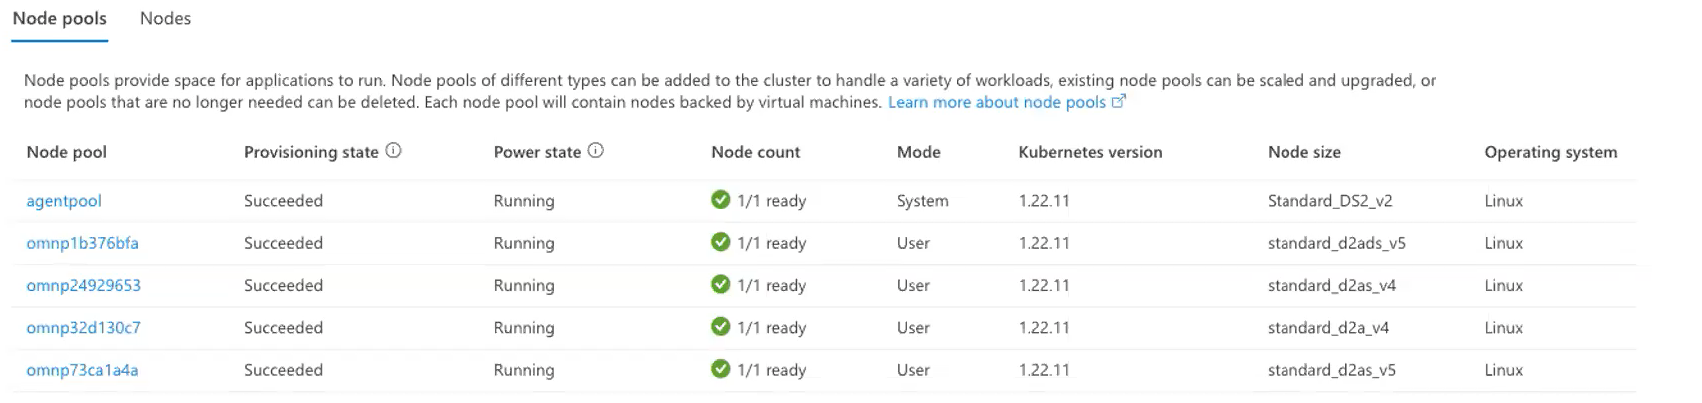 Node pools Nodes
Node pools provide space for applications to run. Node pools of different types can be added to the cluster to handle a variety of workloads, existing node pools can be scaled and upgraded, or
node pools that are no longer needed can be deleted. Each node pool will contain nodes backed by virtual machines. Learn more about node pools
Node pool Provisioning state Power state Node count Mode Kubernetes version Node size Operating system
agentpool Succeeded Running 1/1 ready System 1.22.11 Standard_DS2_v2 Linux
omnp1b376bfa Succeeded Running 1/1 ready User 1.22.11 standard_d2ads_v5 Linux
omnp24929653 Succeeded Running 1/1 ready User 1.22.11 standard_d2as_v4 Linux
omnp32d130c7 Succeeded Running 1/1 ready User 1.22.11 standard_d2a_v4 Linux
omnp73ca1a4a Succeeded Running 1/1 ready User 1.22.11 standard_d2as_v5 Linux